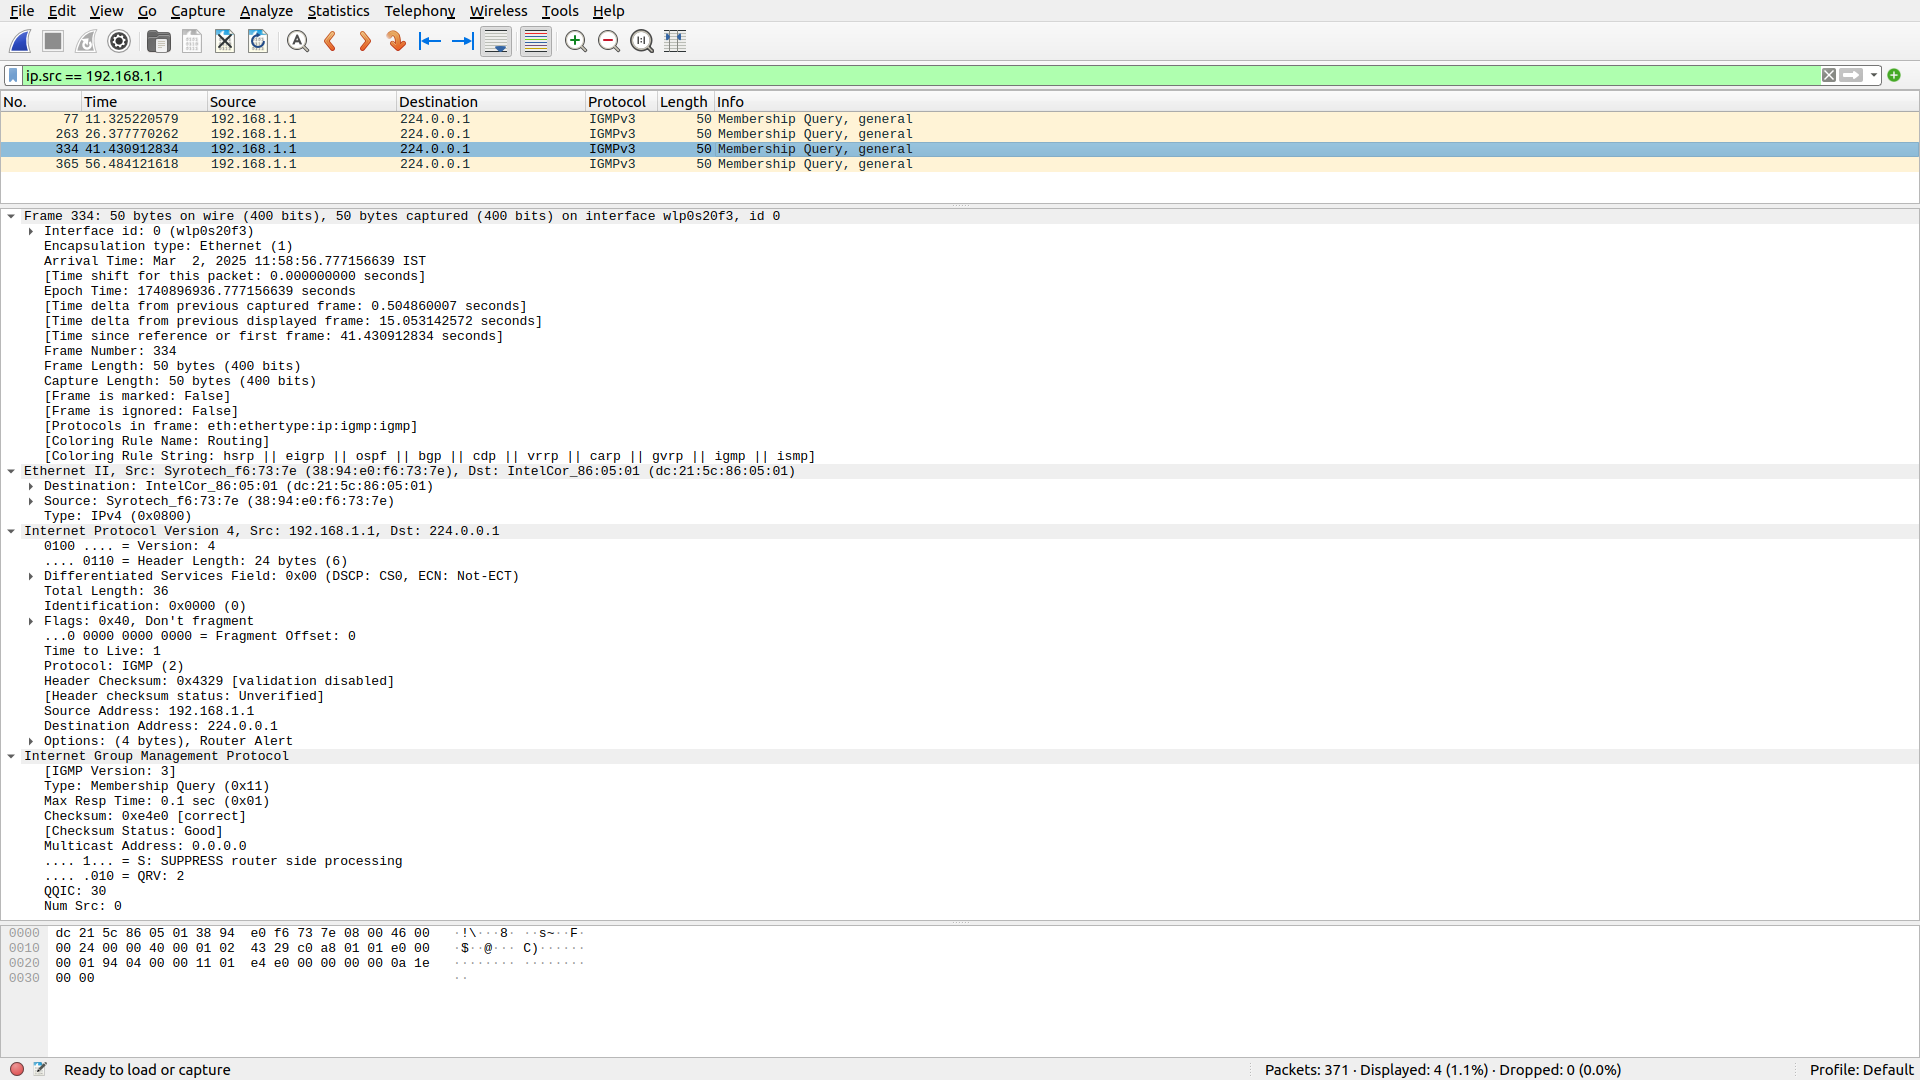 File Edit View Go Capture Analyze Statistics Telephony Wireless Tools Help
ip.src == 192.168.1.1
No. Time Source Destination Protocol Length Info
77 11.325220579 192.168.1.1 224.0.0.1 IGMPv3 50 Membership Query, general
263 26.377770262 192.168.1.1 224.0.0.1 IGMPv3 50 Membership Query, general
334 41.430912834 192.168.1.1 224.0.0.1 IGMPv3 50 Membership Query, general
365 56.484121618 192.168.1.1 224.0.0.1 IGMPv3 50 Membership Query, general
Frame 334: 50 bytes on wire (400 bits), 50 bytes captured (400 bits) on interface wlp0s20f3, id 0
Interface id: 0 (wlp0s20f3)
Encapsulation type: Ethernet (1)
Arrival Time: Mar  2, 2025 11:58:56.777156639 IST
[Time shift for this packet: 0.000000000 seconds]
Epoch Time: 1740896936.777156639 seconds
[Time delta from previous captured frame: 0.504860007 seconds]
[Time delta from previous displayed frame: 15.053142572 seconds]
[Time since reference or first frame: 41.430912834 seconds]
Frame Number: 334
Frame Length: 50 bytes (400 bits)
Capture Length: 50 bytes (400 bits)
[Frame is marked: False]
[Frame is ignored: False]
[Protocols in frame: eth:ethertype:ip:igmp:igmp]
[Coloring Rule Name: Routing]
[Coloring Rule String: hsrp || eigrp || ospf || bgp || cdp || vrrp || carp || gvrp || igmp || ismp]
Ethernet II, Src: Syrotech_f6:73:7e (38:94:e0:f6:73:7e), Dst: IntelCor_86:05:01 (dc:21:5c:86:05:01)
Destination: IntelCor_86:05:01 (dc:21:5c:86:05:01)
Source: Syrotech_f6:73:7e (38:94:e0:f6:73:7e)
Type: IPv4 (0x0800)
Internet Protocol Version 4, Src: 192.168.1.1, Dst: 224.0.0.1
0100 .... = Version: 4
.... 0110 = Header Length: 24 bytes (6)
Differentiated Services Field: 0x00 (DSCP: CS0, ECN: Not-ECT)
Total Length: 36
Identification: 0x0000 (0)
Flags: 0x40, Don't fragment
...0 0000 0000 0000 = Fragment Offset: 0
Time to Live: 1
Protocol: IGMP (2)
Header Checksum: 0x4329 [validation disabled]
[Header checksum status: Unverified]
Source Address: 192.168.1.1
Destination Address: 224.0.0.1
Options: (4 bytes), Router Alert
Internet Group Management Protocol
[IGMP Version: 3]
Type: Membership Query (0x11)
Max Resp Time: 0.1 sec (0x01)
Checksum: 0xe4e0 [correct]
[Checksum Status: Good]
Multicast Address: 0.0.0.0
.... 1... = S: SUPPRESS router side processing
.... .010 = QRV: 2
QQIC: 30
Num Src: 0
0000 dc 21 5c 86 05 01 38 94 e0 f6 73 7e 08 00 46 00 ·!\···8· ··s~··F·
0010 00 24 00 00 40 00 01 02 43 29 c0 a8 01 01 e0 00 ·$··@··· C)······
0020 00 01 94 04 00 00 11 01 e4 e0 00 00 00 00 0a 1e ········ ········
0030 00 00 ··
Ready to load or capture Packets: 371 · Displayed: 4 (1.1%) · Dropped: 0 (0.0%) Profile: Default